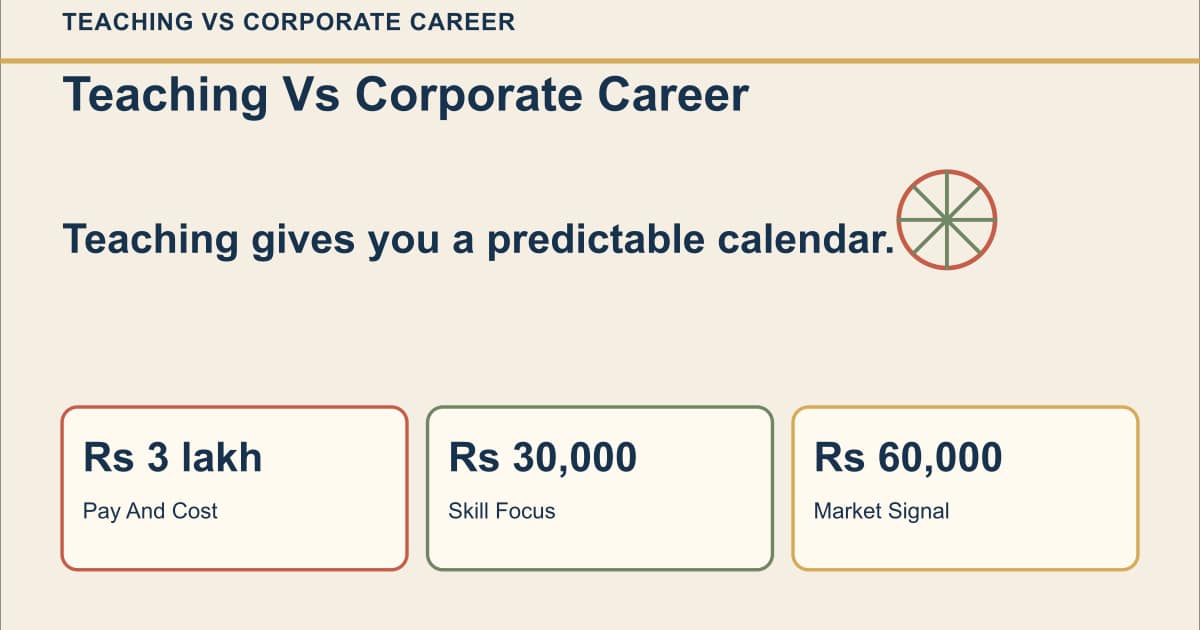 TEACHING VS CORPORATE CAREER
Teaching Vs Corporate Career
Teaching gives you a predictable calendar.
Rs 3 lakh
Pay And Cost
Rs 30,000
Skill Focus
Rs 60,000
Market Signal